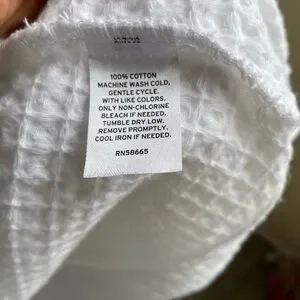 100% COTTON
MACHINE WASH COLD,
GENTLE CYCLE.
WITH LIKE COLORS.
ONLY NON-CHLORINE
BLEACH IF NEEDED.
TUMBLE DRY LOW.
REMOVE PROMPTLY.
COOL IRON IF NEEDED.
RN58665